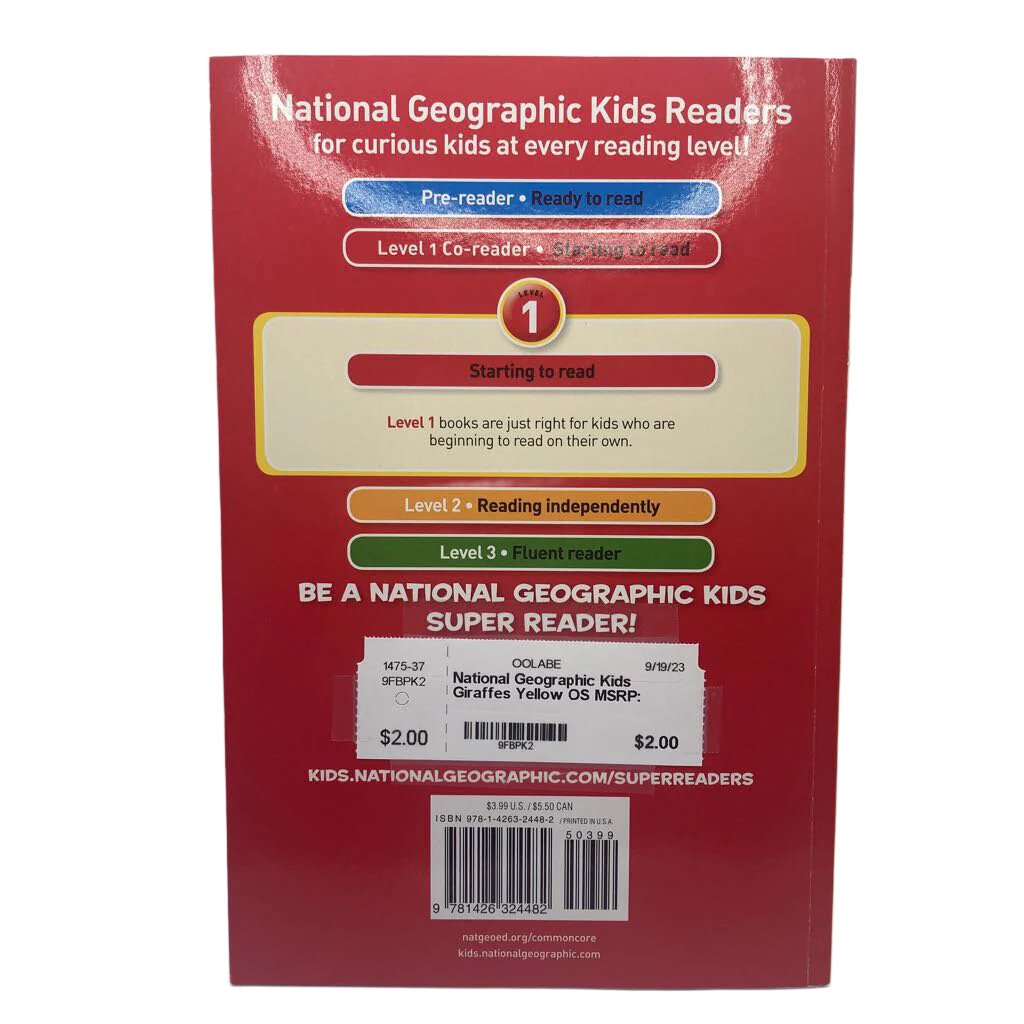 National Geographic Kids Readers
for curious kids at every reading level!
Pre-reader • Ready to read
Level 1 Co-reader • Starting to read
LEVEL
1
Starting to read
Level 1 books are just right for kids who are
beginning to read on their own.
Level 2 • Reading independently
Level 3 • Fluent reader
BE A NATIONAL GEOGRAPHIC KIDS
SUPER READER!
1475-37
9FBPK2
$2.00
OOLABE 9/19/23
National Geographic Kids
Giraffes Yellow OS MSRP:
9FBPK2
$2.00
KIDS.NATIONALGEOGRAPHIC.COM/SUPERREADERS
$3.99 U.S. / $5.50 CAN
ISBN 978-1-4263-2448-2 / PRINTED IN U.S.A.
50399
9 781426 324482
natgeoed.org/commoncore
kids.nationalgeographic.com